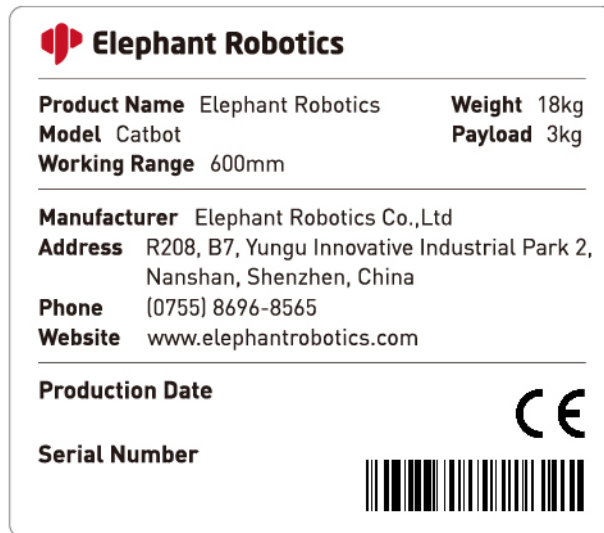 Elephant Robotics
Product Name Elephant Robotics Weight 18kg
Model Catbot Payload 3kg
Working Range 600mm
Manufacturer Elephant Robotics Co.,Ltd
Address R208, B7, Yungu Innovative Industrial Park 2,
Nanshan, Shenzhen, China
Phone (0755) 8696-8565
Website www.elephantrobotics.com
Production Date
CE
Serial Number